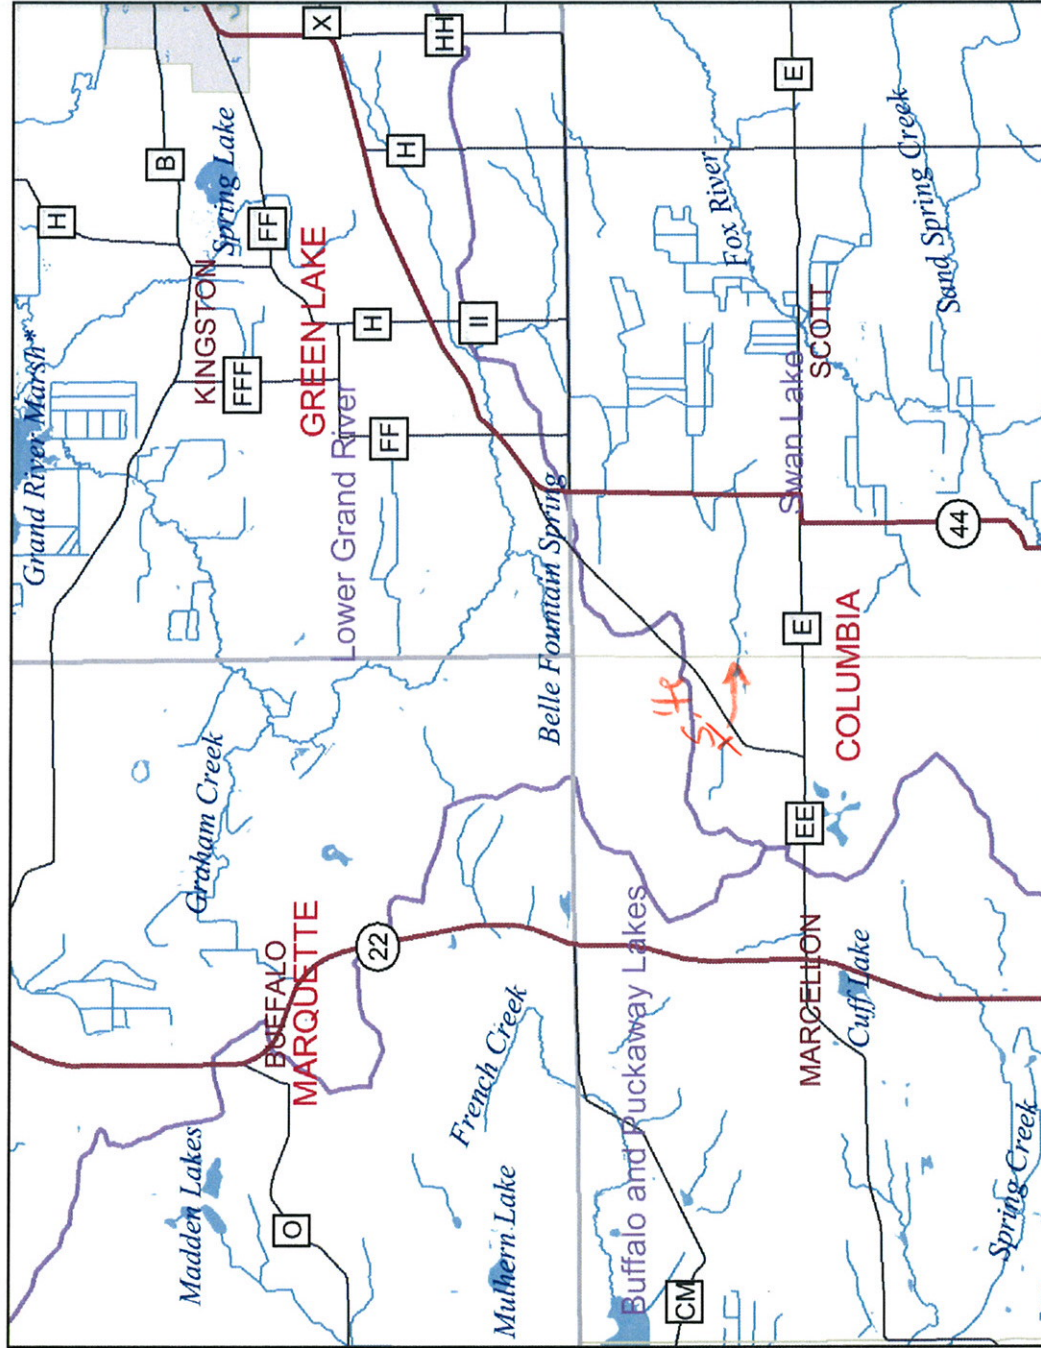 Grand River Marsh*
H
B
Madden Lakes
Graham Creek
KINGSTON
Spring Lake
FFF
FF
BUFFALO
O
MARQUETTE
GREEN LAKE
X
Lower Grand River
H
22
FF
H
HH
II
French Creek
Mulhern Lake
Belle Fountain Spring
Buffalo and Puckaway Lakes
CM
Site
Fox River
Swan Lake
E
E
EE
MARCELLON
SCOTT
COLUMBIA
Cuff Lake
Sand Spring Creek
44
Spring Creek